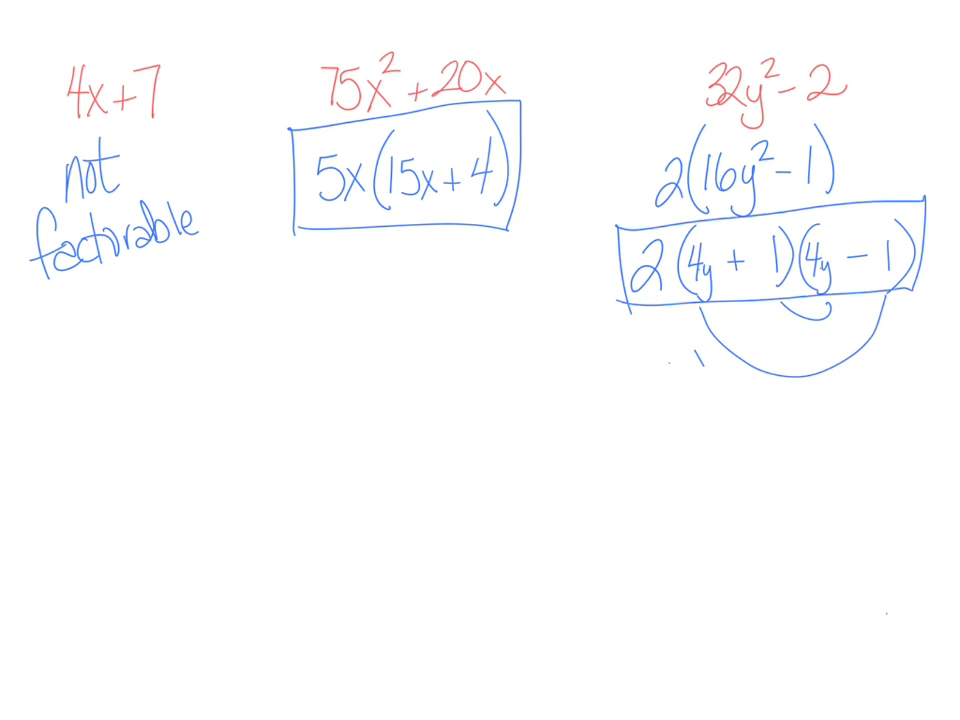 4x+7
not
factorable
75x² +20x
5x(15x+4)
32y² - 2
2(16y² - 1)
2(4y + 1)(4y - 1)